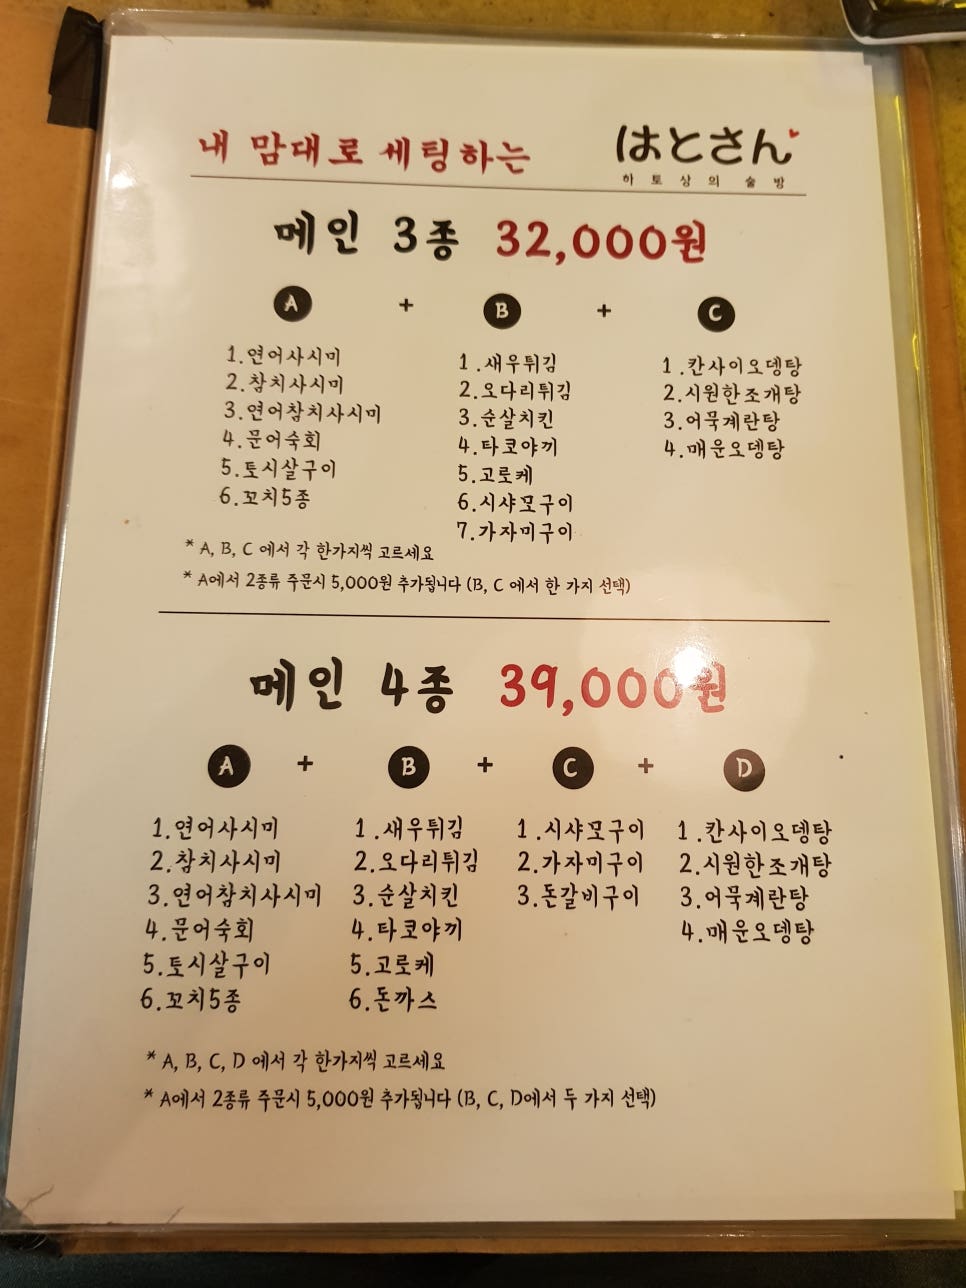 내 맘대로 세팅하는
はとさん
하토상의 술방
메인 3종 32,000원
A + B + C
1.연어사시미
2.참치사시미
3.연어참치사시미
4.문어숙회
5.토시살구이
6.꼬치5종
1.새우튀김
2.오다리튀김
3.순살치킨
4.타코야끼
5.고로케
6.시샤모구이
7.가자미구이
1.칸사이오뎅탕
2.시원한조개탕
3.어묵계란탕
4.매운오뎅탕
* A, B, C 에서 각 한가지씩 고르세요
* A에서 2종류 주문시 5,000원 추가됩니다 (B, C 에서 한 가지 선택)
메인 4종 39,000원
A + B + C + D
1.연어사시미
2.참치사시미
3.연어참치사시미
4.문어숙회
5.토시살구이
6.꼬치5종
1.새우튀김
2.오다리튀김
3.순살치킨
4.타코야끼
5.고로케
6.돈까스
1.시샤모구이
2.가자미구이
3.돈갈비구이
1.칸사이오뎅탕
2.시원한조개탕
3.어묵계란탕
4.매운오뎅탕
* A, B, C, D 에서 각 한가지씩 고르세요
* A에서 2종류 주문시 5,000원 추가됩니다 (B, C, D에서 두 가지 선택)